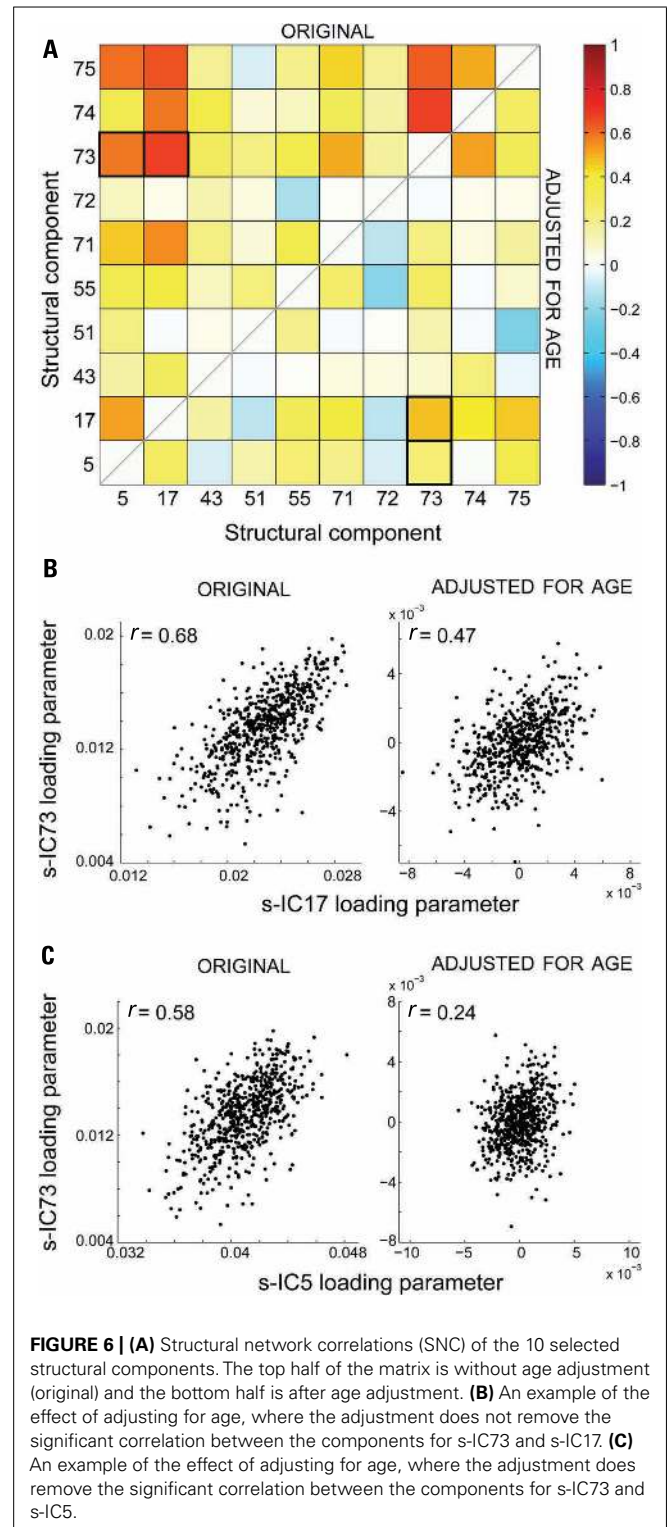 A
ORIGINAL
75
74
73
72
71
55
51
43
17
5
Structural component
5 17 43 51 55 71 72 73 74 75
Structural component
ADJUSTED FOR AGE
1
0.8
0.6
0.4
0.2
0
−0.2
−0.4
−0.6
−0.8
−1
B
ORIGINAL
r = 0.68
0.02
0.012
0.004
s-IC73 loading parameter
0.012 0.02 0.028
ADJUSTED FOR AGE
x 10⁻³
r = 0.47
4
0
−4
−8 −4 0 4 8
x 10⁻³
s-IC17 loading parameter
C
ORIGINAL
r = 0.58
0.02
0.012
0.004
s-IC73 loading parameter
0.032 0.04 0.048
ADJUSTED FOR AGE
x 10⁻³
8
r = 0.24
4
0
−4
−8
−10 −5 0 5 10
x 10⁻³
s-IC5 loading parameter
FIGURE 6 | (A) Structural network correlations (SNC) of the 10 selected
structural components. The top half of the matrix is without age adjustment
(original) and the bottom half is after age adjustment. (B) An example of the
effect of adjusting for age, where the adjustment does not remove the
significant correlation between the components for s-IC73 and s-IC17. (C)
An example of the effect of adjusting for age, where the adjustment does
remove the significant correlation between the components for s-IC73 and
s-IC5.